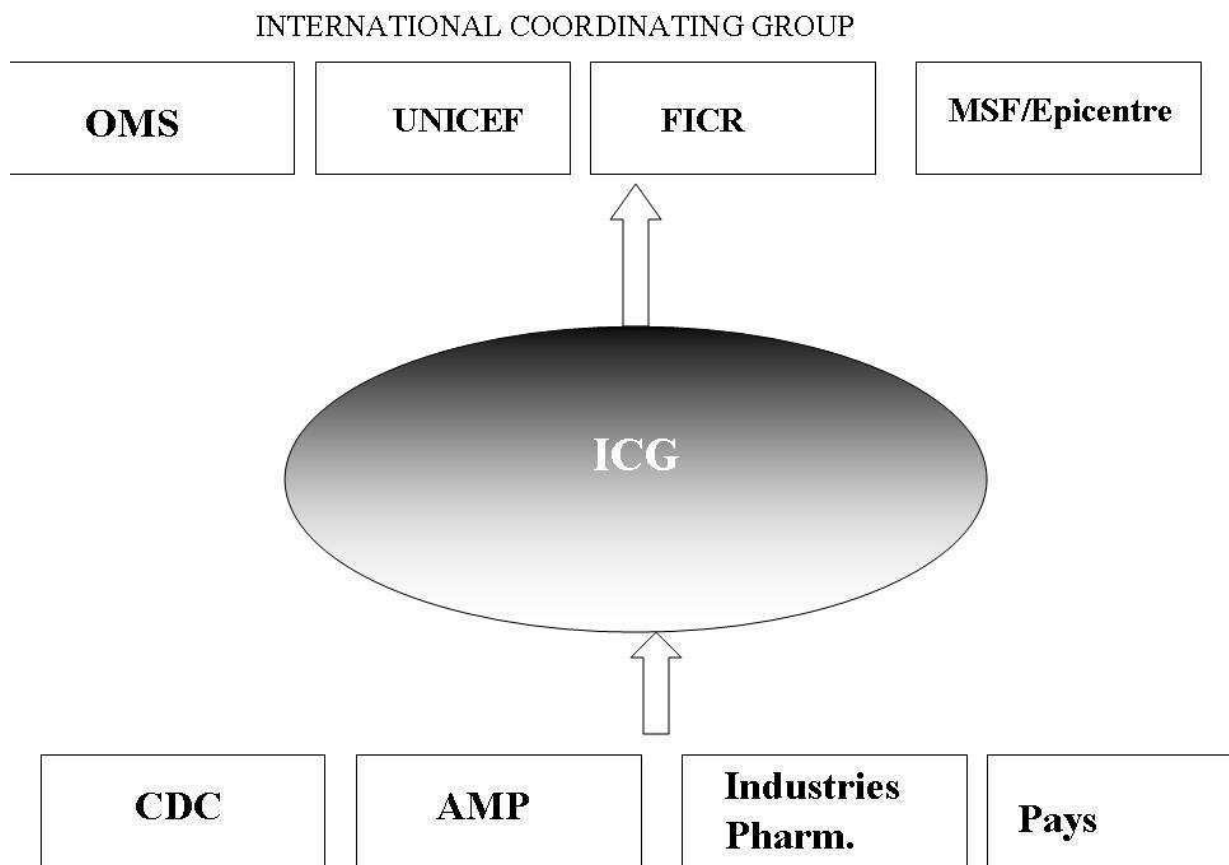 INTERNATIONAL COORDINATING GROUP
OMS
UNICEF
FICR
MSF/Epicentre
ICG
CDC
AMP
Industries
Pharm.
Pays